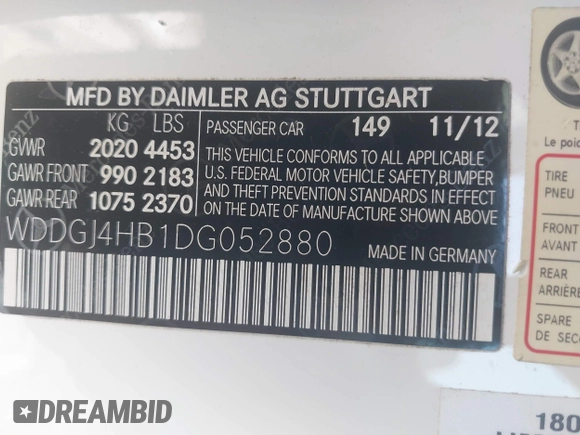 MFD BY DAIMLER AG STUTTGART
KG LBS
GVWR 2020 4453
GAWR FRONT 990 2183
GAWR REAR 1075 2370
PASSENGER CAR 149 11/12
THIS VEHICLE CONFORMS TO ALL APPLICABLE
U.S. FEDERAL MOTOR VEHICLE SAFETY,BUMPER
AND THEFT PREVENTION STANDARDS IN EFFECT
ON THE DATE OF MANUFACTURE SHOWN ABOVE
WDDGJ4HB1DG052880
MADE IN GERMANY
Le poi
TIRE
PNEU
FRONT
AVANT
REAR
ARRIÈRE
SPARE
DE SEC
180
DREAMBID